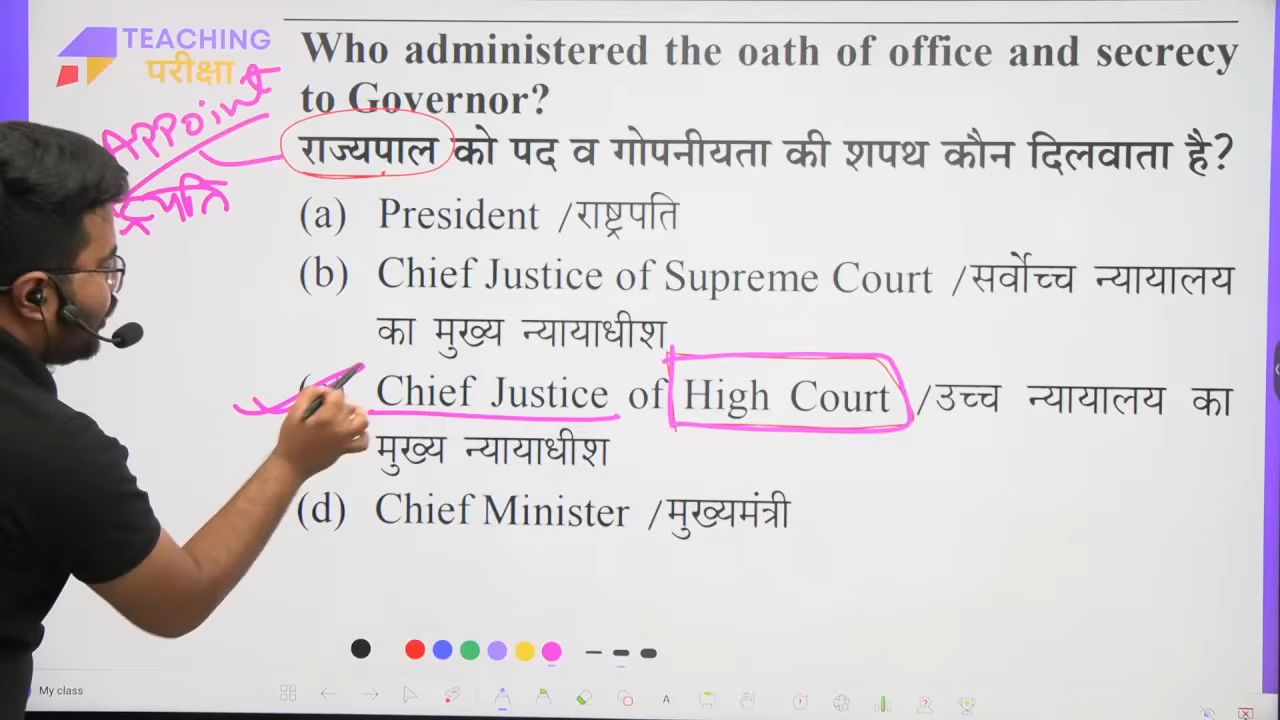 TEACHING
परीक्षा
Who administered the oath of office and secrecy
to Governor?
APPoint
राज्यपाल को पद व गोपनीयता की शपथ कौन दिलवाता है?
(a) President /राष्ट्रपति
(b) Chief Justice of Supreme Court /सर्वोच्च न्यायालय
का मुख्य न्यायाधीश
Chief Justice of High Court /उच्च न्यायालय का
मुख्य न्यायाधीश
(d) Chief Minister /मुख्यमंत्री
My class
A